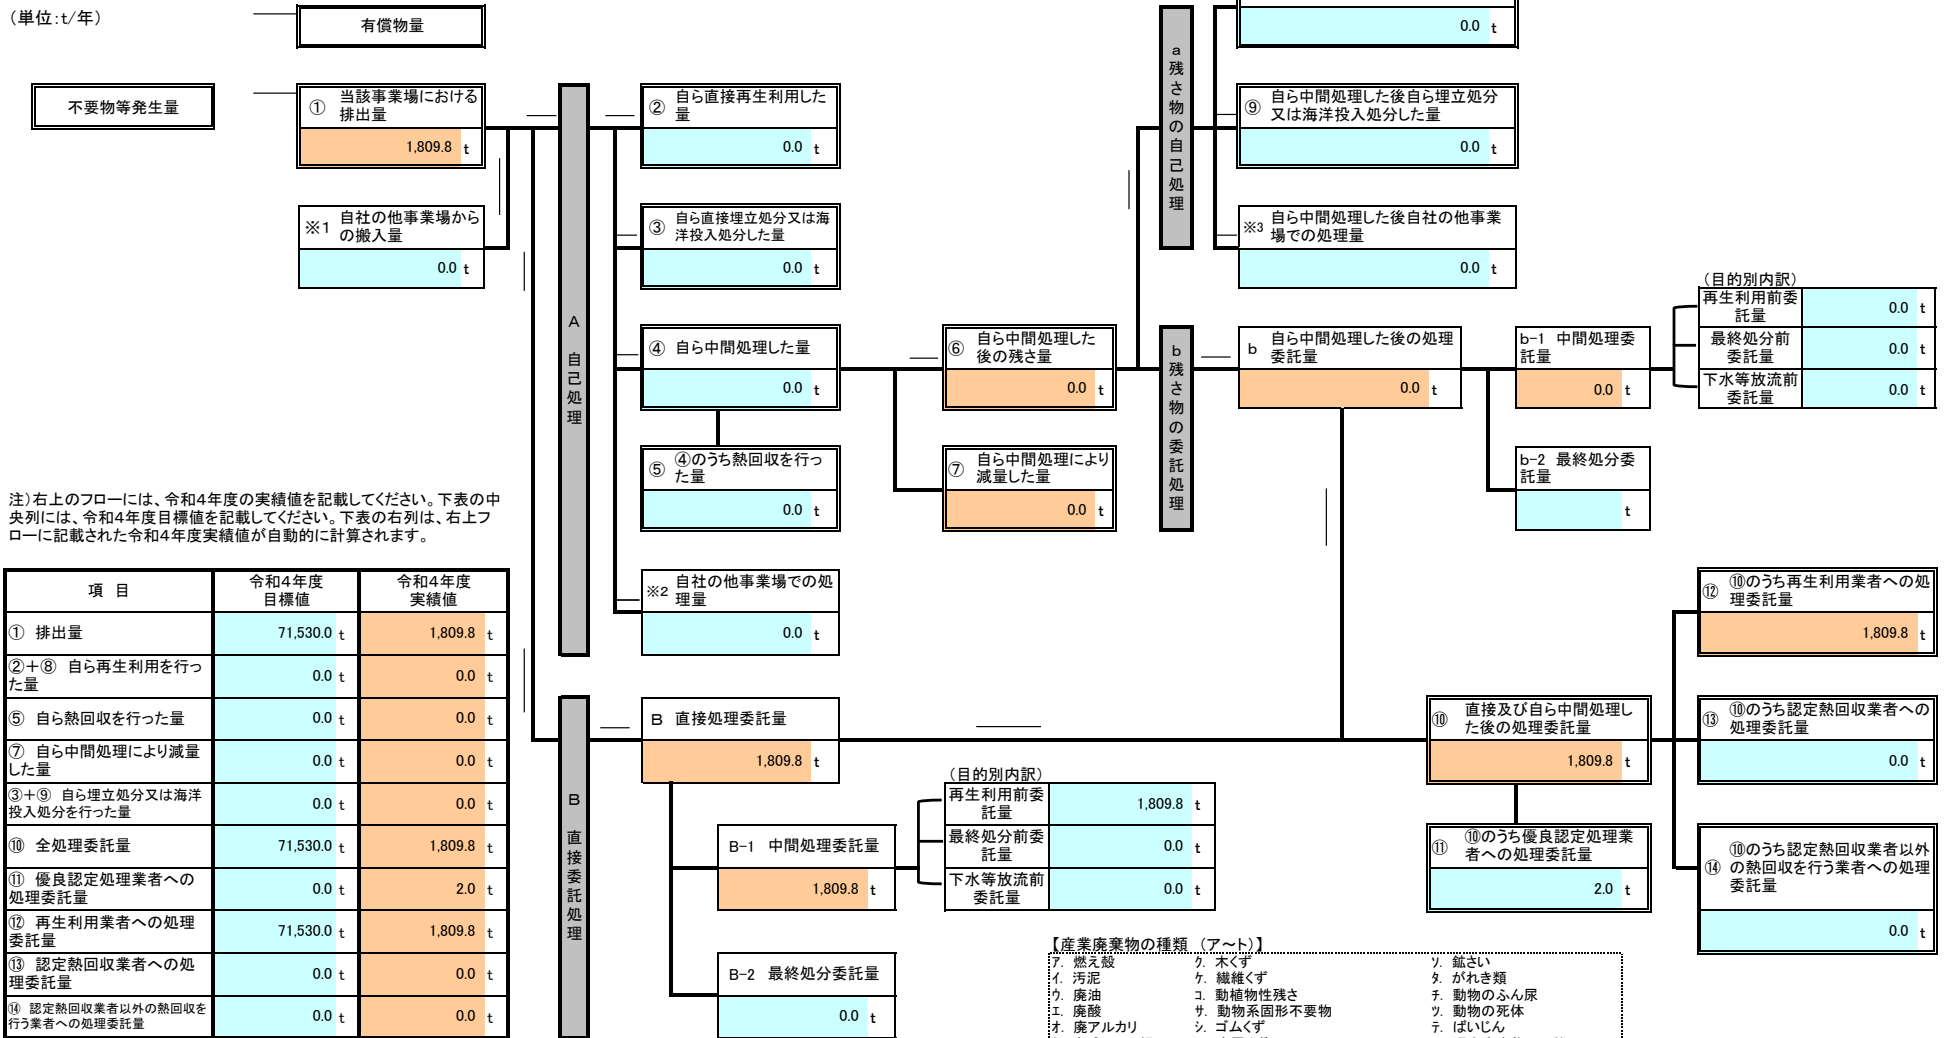 （単位：t/年）
有償物量
0.0 t
不要物等発生量
① 当該事業場における
排出量
1,809.8 t
※1 自社の他事業場から
の搬入量
0.0 t
A 自己処理
② 自ら直接再生利用した
量
0.0 t
③ 自ら直接埋立処分又は海
洋投入処分した量
0.0 t
④ 自ら中間処理した量
0.0 t
⑤ ④のうち熱回収を行っ
た量
0.0 t
※2 自社の他事業場での処
理量
0.0 t
⑥ 自ら中間処理した
後の残さ量
0.0 t
⑦ 自ら中間処理により
減量した量
0.0 t
a 残さ物の自己処理
⑨ 自ら中間処理した後自ら埋立処分
又は海洋投入処分した量
0.0 t
※3 自ら中間処理した後自社の他事業
場での処理量
0.0 t
b 残さ物の委託処理
b 自ら中間処理した後の処理
委託量
0.0 t
b-1 中間処理委
託量
0.0 t
b-2 最終処分委
託量
t
（目的別内訳）
再生利用前委
託量
0.0 t
最終処分前
委託量
0.0 t
下水等放流前
委託量
0.0 t
注）右上のフローには、令和４年度の実績値を記載してください。下表の中
央列には、令和４年度目標値を記載してください。下表の右列は、右上フ
ローに記載された令和４年度実績値が自動的に計算されます。
項 目 令和４年度
目標値 令和４年度
実績値
① 排出量 71,530.0 t 1,809.8 t
②＋⑧ 自ら再生利用を行っ
た量 0.0 t 0.0 t
⑤ 自ら熱回収を行った量 0.0 t 0.0 t
⑦ 自ら中間処理により減量
した量 0.0 t 0.0 t
③＋⑨ 自ら埋立処分又は海洋
投入処分を行った量 0.0 t 0.0 t
⑩ 全処理委託量 71,530.0 t 1,809.8 t
⑪ 優良認定処理業者への
処理委託量 0.0 t 2.0 t
⑫ 再生利用業者への処理
委託量 71,530.0 t 1,809.8 t
⑬ 認定熱回収業者への処
理委託量 0.0 t 0.0 t
⑭ 認定熱回収業者以外の熱回収を
行う業者への処理委託量 0.0 t 0.0 t
B 直接委託処理
B 直接処理委託量
1,809.8 t
B-1 中間処理委託量
1,809.8 t
B-2 最終処分委託量
0.0 t
（目的別内訳）
再生利用前委
託量
1,809.8 t
最終処分前委
託量
0.0 t
下水等放流前
委託量
0.0 t
⑩ 直接及び自ら中間処理し
た後の処理委託量
1,809.8 t
⑪ ⑩のうち優良認定処理業
者への処理委託量
2.0 t
⑫ ⑩のうち再生利用業者への処
理委託量
1,809.8 t
⑬ ⑩のうち認定熱回収業者への
処理委託量
0.0 t
⑭ ⑩のうち認定熱回収業者以外
の熱回収を行う業者への処理
委託量
0.0 t
【産業廃棄物の種類 （ア～ト）】
ア. 燃え殻 ク. 木くず ソ. 鉱さい
イ. 汚泥 ケ. 繊維くず タ. がれき類
ウ. 廃油 コ. 動植物性残さ チ. 動物のふん尿
エ. 廃酸 サ. 動物系固形不要物 ツ. 動物の死体
オ. 廃アルカリ シ. ゴムくず テ. ばいじん